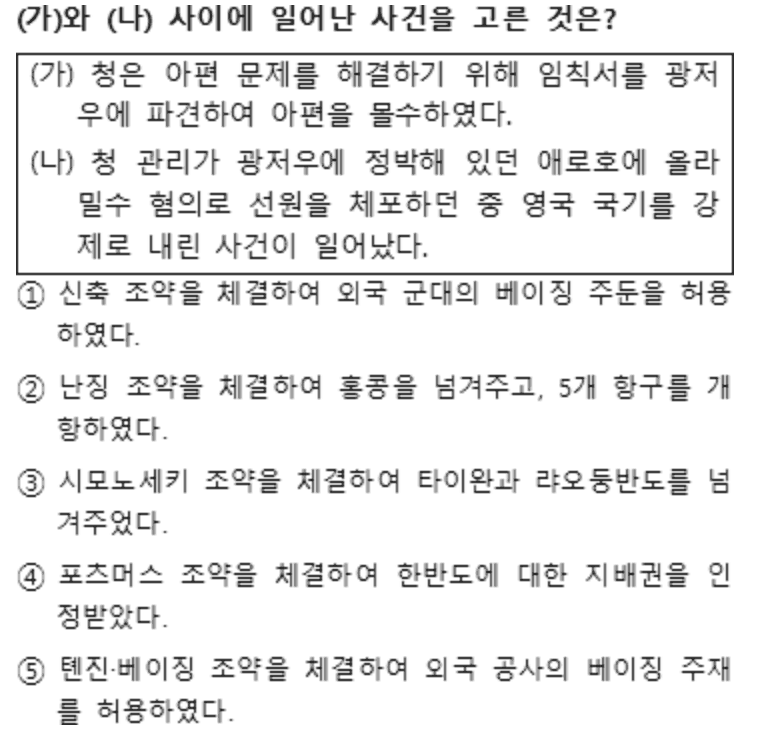 (가)와 (나) 사이에 일어난 사건을 고른 것은?
(가) 청은 아편 문제를 해결하기 위해 임칙서를 광저
우에 파견하여 아편을 몰수하였다.
(나) 청 관리가 광저우에 정박해 있던 애로호에 올라
밀수 혐의로 선원을 체포하던 중 영국 국기를 강
제로 내린 사건이 일어났다.
① 신축 조약을 체결하여 외국 군대의 베이징 주둔을 허용
하였다.
② 난징 조약을 체결하여 홍콩을 넘겨주고, 5개 항구를 개
항하였다.
③ 시모노세키 조약을 체결하여 타이완과 랴오둥반도를 넘
겨주었다.
④ 포츠머스 조약을 체결하여 한반도에 대한 지배권을 인
정받았다.
⑤ 톈진·베이징 조약을 체결하여 외국 공사의 베이징 주재
를 허용하였다.